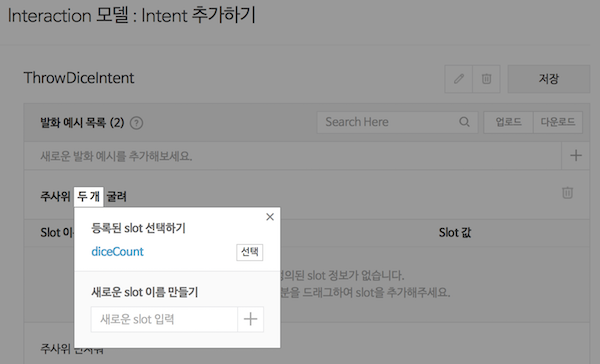 Interaction 모델 : Intent 추가하기
ThrowDiceIntent
저장
발화 예시 목록 (2) ?
Search Here
업로드
다운로드
새로운 발화 예시를 추가해보세요.
주사위 두 개 굴려
Slot 이
Slot 값
등록된 slot 선택하기
diceCount
선택
의된 slot 정보가 없습니다.
분을 드래그하여 slot을 추가해주세요.
새로운 slot 이름 만들기
새로운 slot 입력
주사위